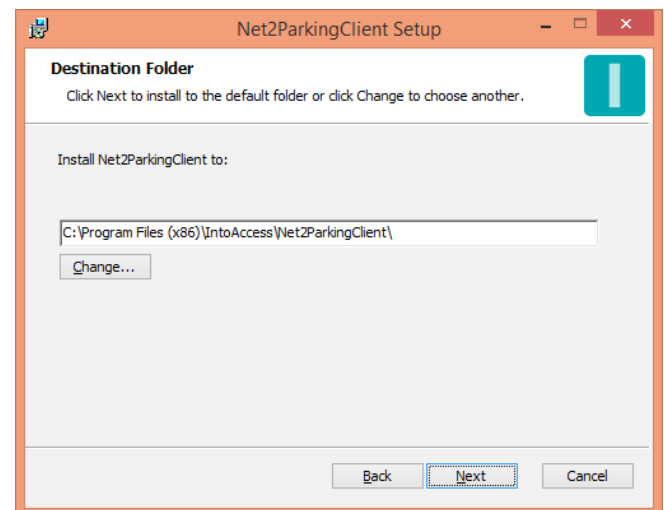 Net2ParkingClient Setup
Destination Folder
Click Next to install to the default folder or click Change to choose another.
Install Net2ParkingClient to:
C:\Program Files (x86)\IntoAccess\Net2ParkingClient\
Change...
Back Next Cancel